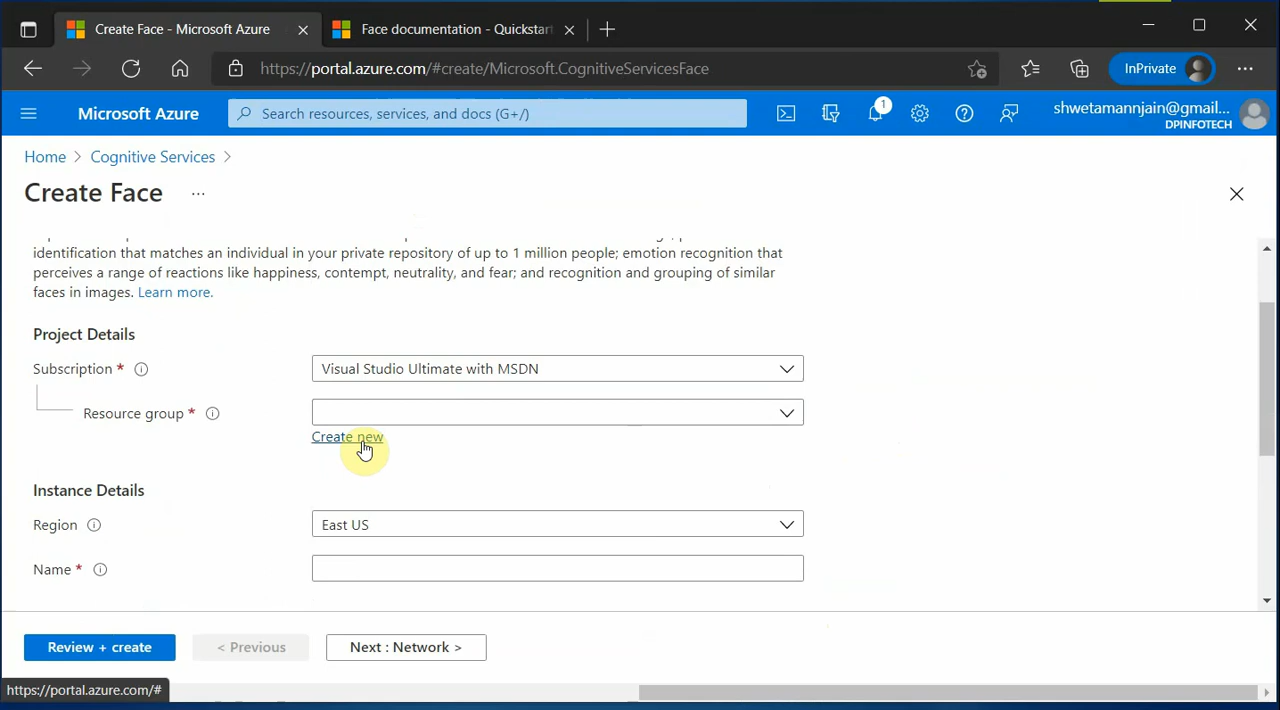 Create Face - Microsoft Azure
Face documentation - Quickstart
https://portal.azure.com/#create/Microsoft.CognitiveServicesFace
InPrivate
Microsoft Azure
Search resources, services, and docs (G+/)
1
shwetamannjain@gmail...
DPINFOTECH
Home > Cognitive Services >
Create Face ...
identification that matches an individual in your private repository of up to 1 million people; emotion recognition that
perceives a range of reactions like happiness, contempt, neutrality, and fear; and recognition and grouping of similar
faces in images. Learn more.
Project Details
Subscription *
Visual Studio Ultimate with MSDN
Resource group *
Create new
Instance Details
Region
East US
Name *
Review + create
< Previous
Next : Network >
https://portal.azure.com/#